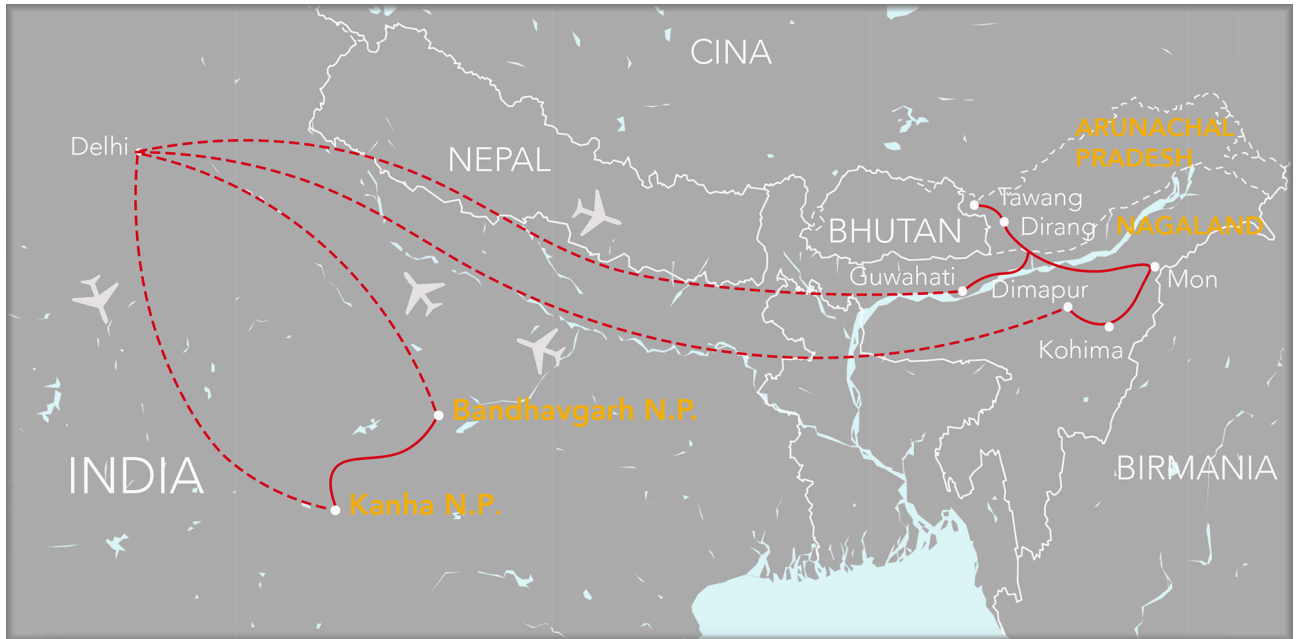 CINA
ARUNACHAL
PRADESH
Delhi
NEPAL
Tawang
BHUTAN
Dirang
NAGALAND
Guwahati
Dimapur
Mon
Kohima
Bandhavgarh N.P.
INDIA
BIRMANIA
Kanha N.P.